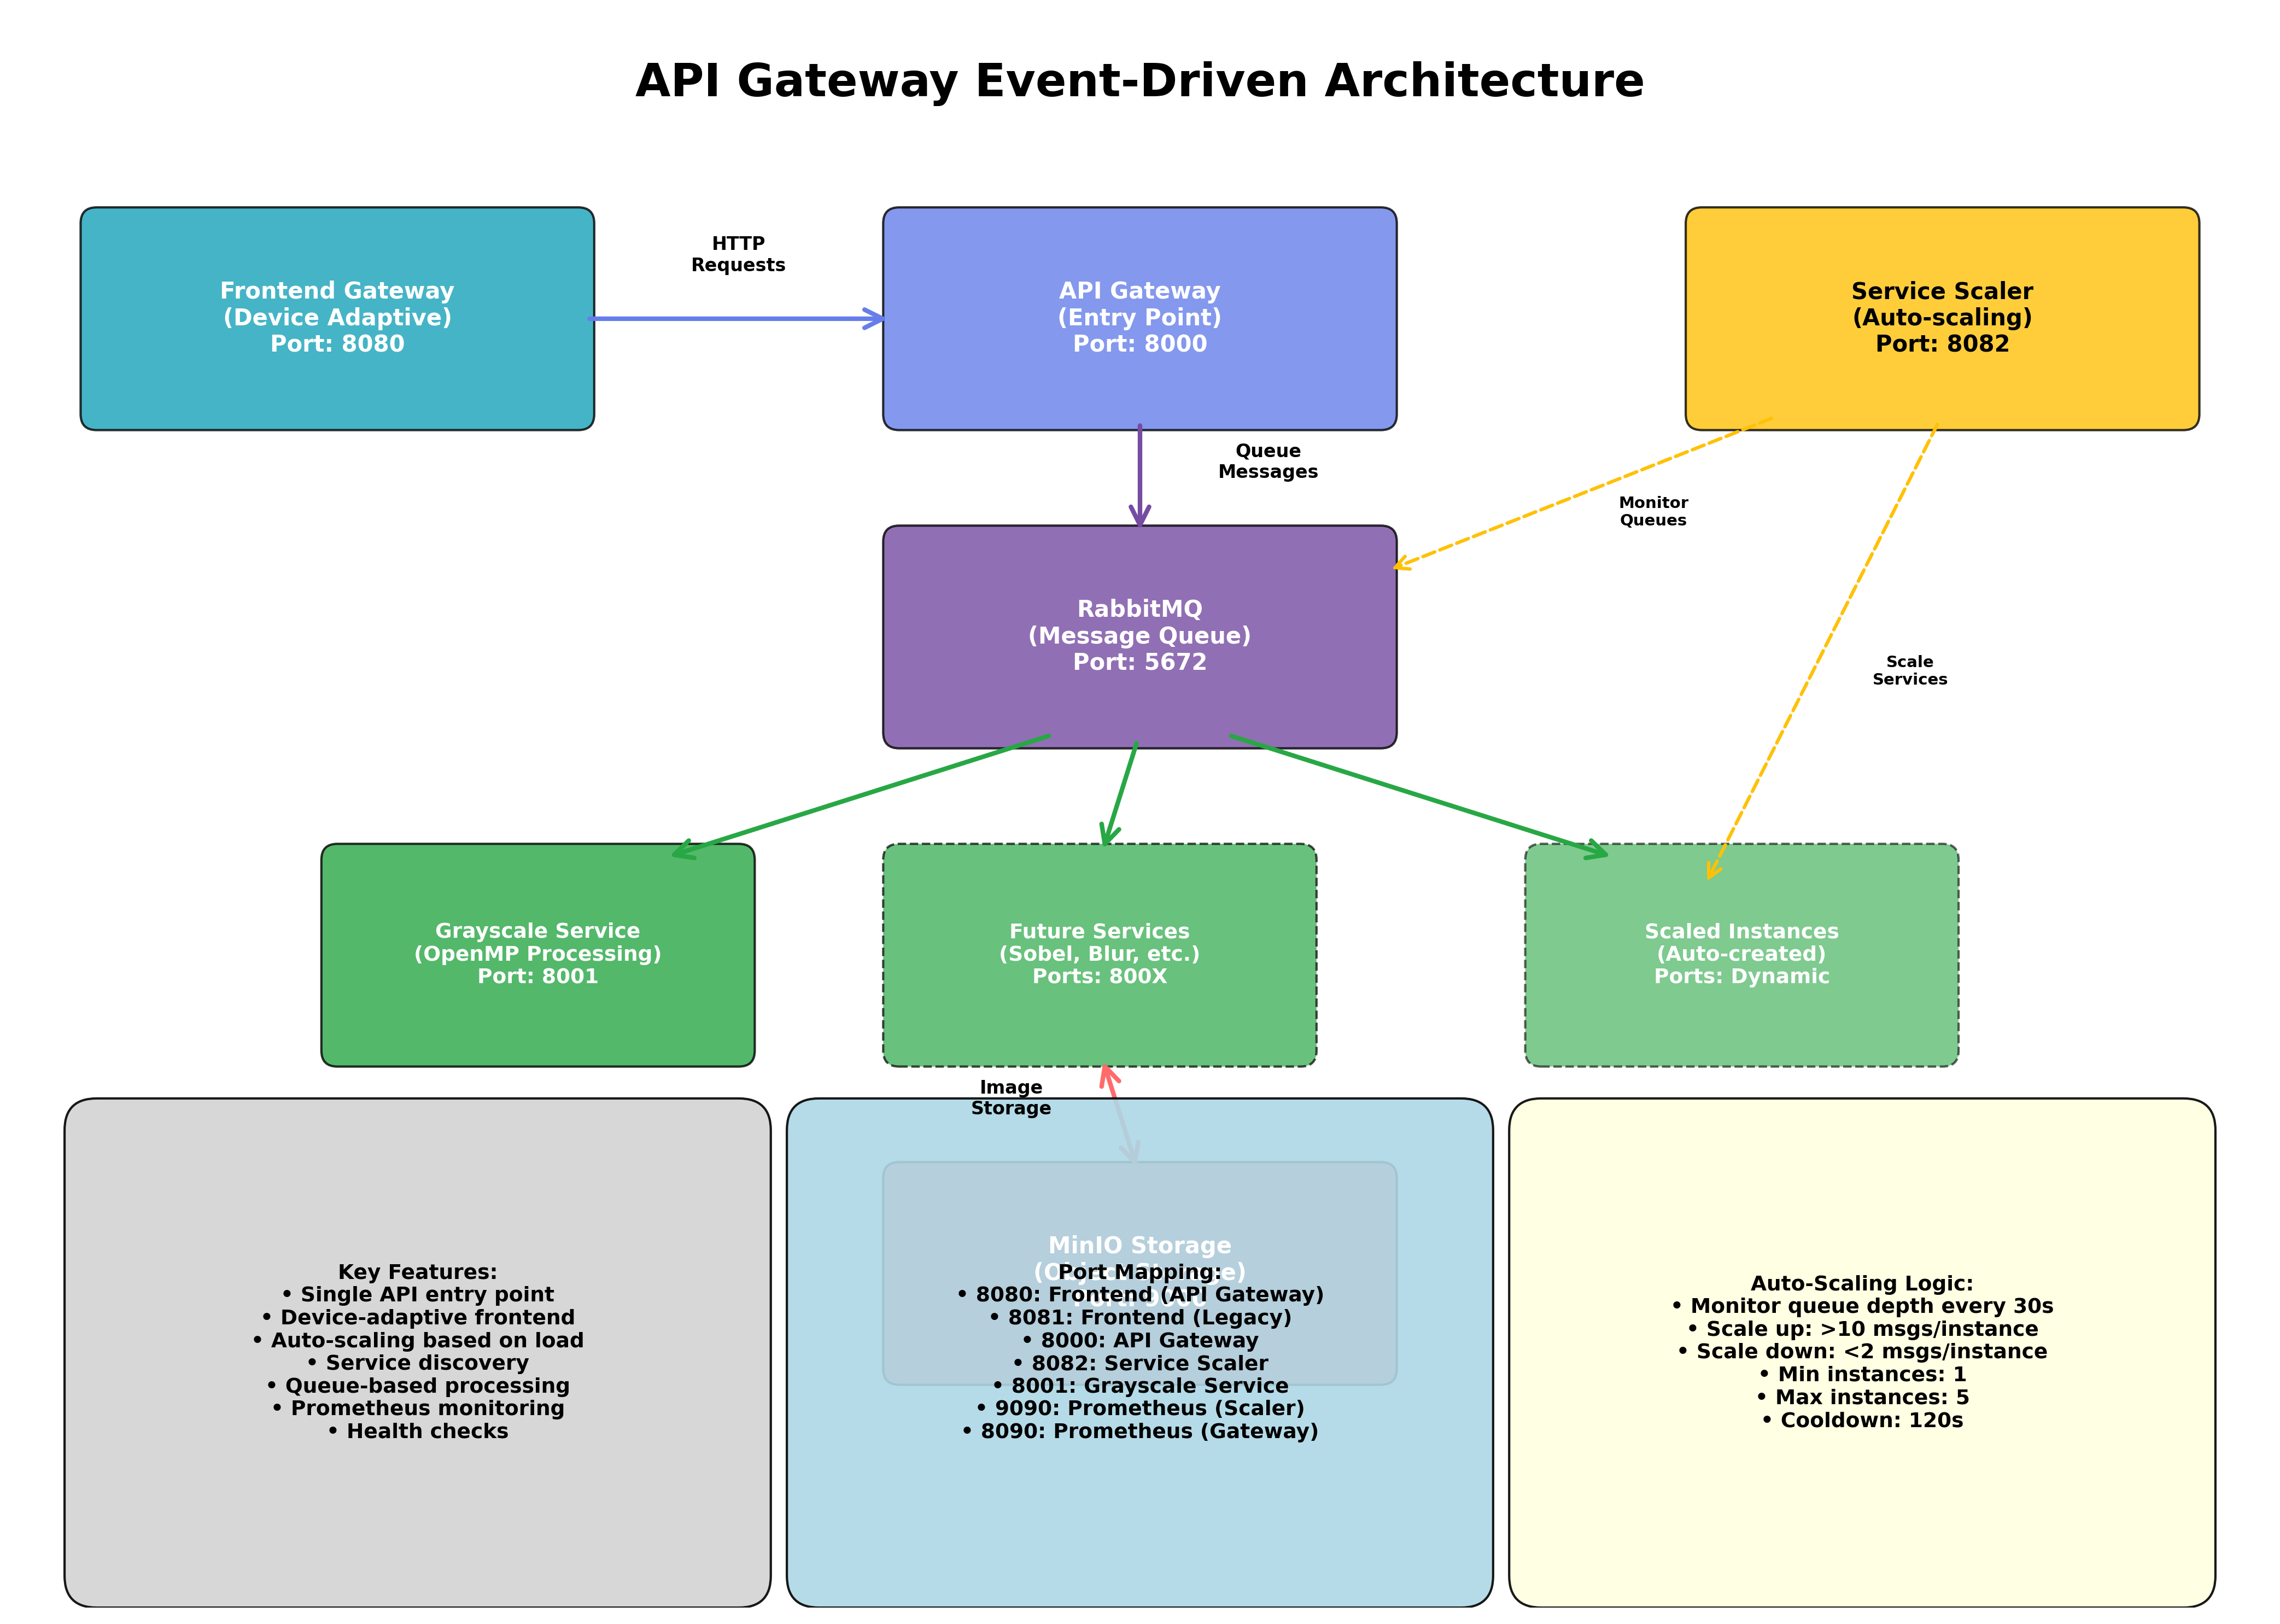 API Gateway Event-Driven Architecture
Frontend Gateway
(Device Adaptive)
Port: 8080
HTTP
Requests
API Gateway
(Entry Point)
Port: 8000
Service Scaler
(Auto-scaling)
Port: 8082
Queue
Messages
Monitor
Queues
RabbitMQ
(Message Queue)
Port: 5672
Scale
Services
Grayscale Service
(OpenMP Processing)
Port: 8001
Future Services
(Sobel, Blur, etc.)
Ports: 800X
Scaled Instances
(Auto-created)
Ports: Dynamic
Image
Storage
Key Features:
• Single API entry point
• Device-adaptive frontend
• Auto-scaling based on load
• Service discovery
• Queue-based processing
• Prometheus monitoring
• Health checks
MinIO Storage
Port Mapping:
• 8080: Frontend (API Gateway)
• 8081: Frontend (Legacy)
• 8000: API Gateway
• 8082: Service Scaler
• 8001: Grayscale Service
• 9090: Prometheus (Scaler)
• 8090: Prometheus (Gateway)
Auto-Scaling Logic:
• Monitor queue depth every 30s
• Scale up: >10 msgs/instance
• Scale down: <2 msgs/instance
• Min instances: 1
• Max instances: 5
• Cooldown: 120s